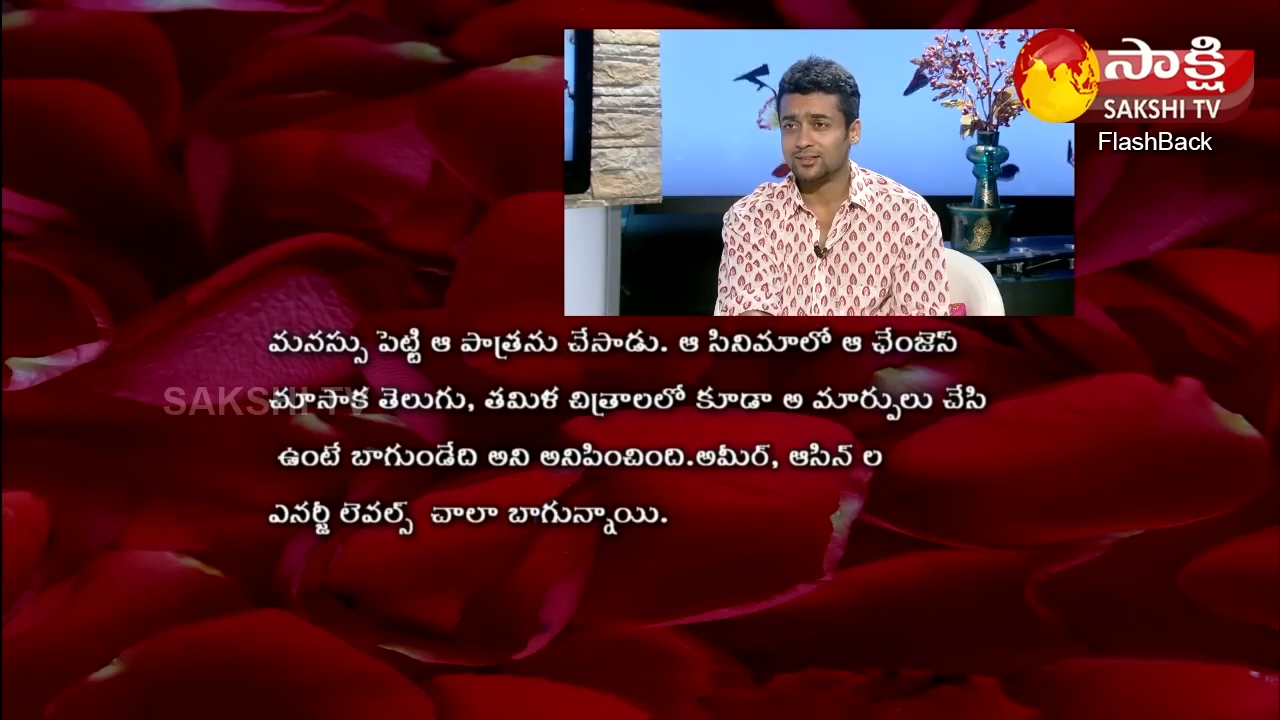 సాక్షి
SAKSHI TV
FlashBack
మనస్సు పెట్టి ఆ పాత్రను చేసాడు. ఆ సినిమాలో ఆ ఛేంజెస్
చూసాక తెలుగు, తమిళ చిత్రాలలో కూడా అ మార్పులు చేసి
ఉంటే బాగుండేది అని అనిపించింది.అమీర్, ఆసిన్ ల
ఎనర్జీ లెవల్స్ చాలా బాగున్నాయి.
SAKSHI TV